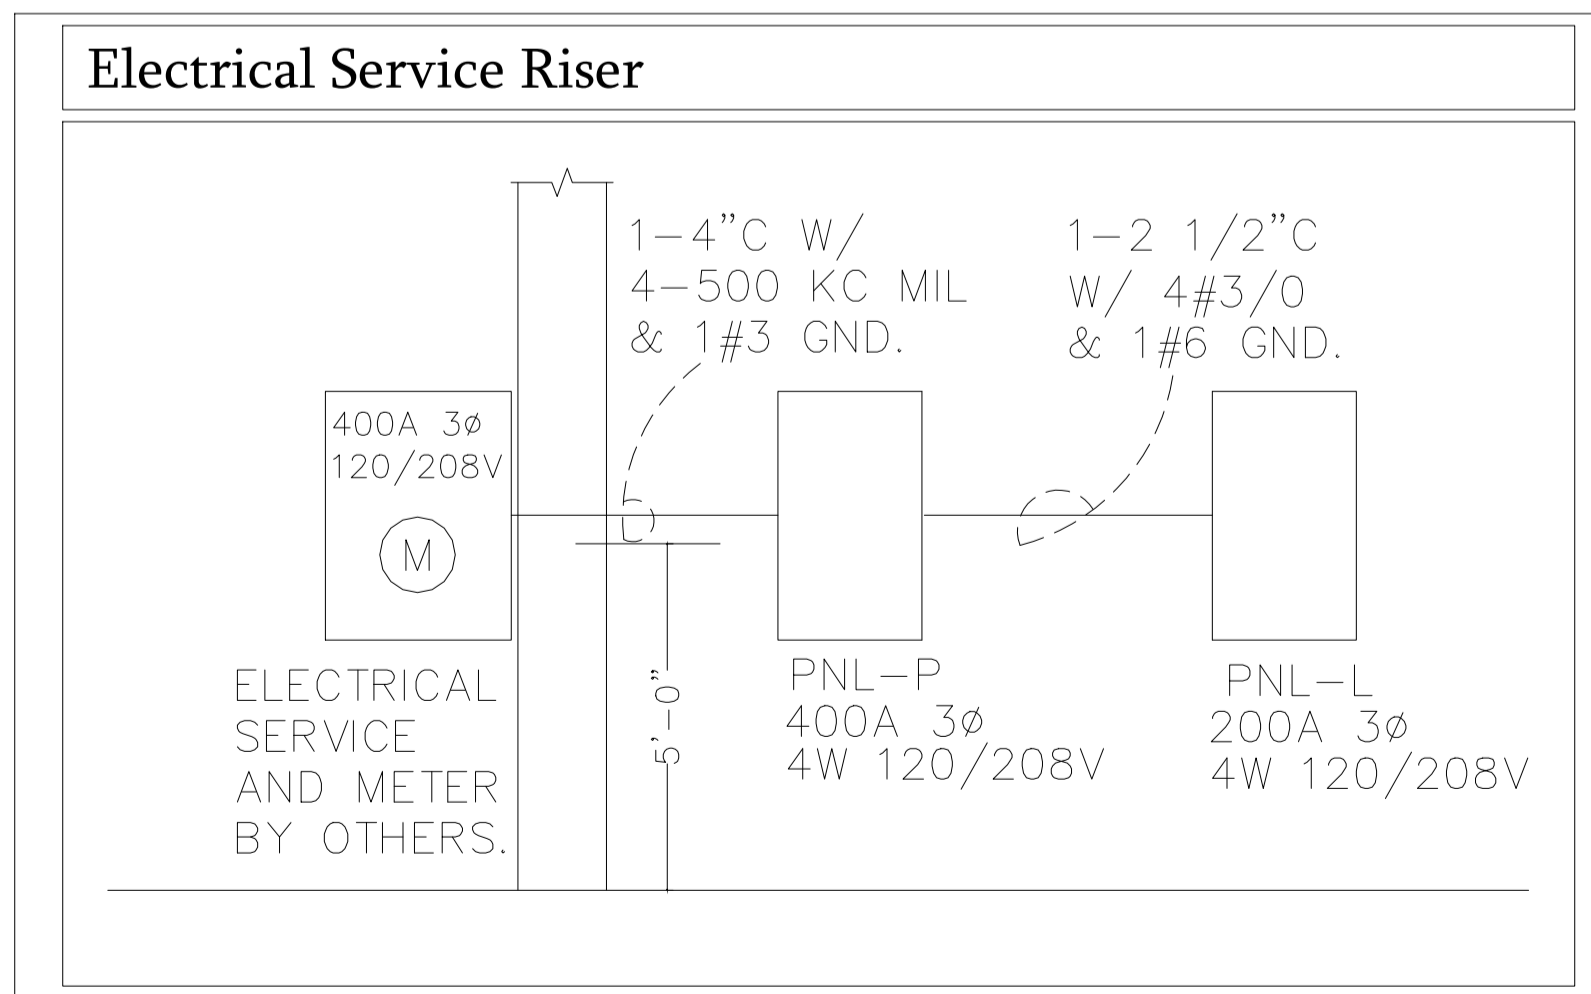 Electrical Service Riser
1-4"C W/
4-500 KC MIL
& 1#3 GND.
1-2 1/2"C
W/ 4#3/0
& 1#6 GND.
400A 3ø
120/208V
M
ELECTRICAL
SERVICE
AND METER
BY OTHERS.
5'-0"
PNL-P
400A 3ø
4W 120/208V
PNL-L
200A 3ø
4W 120/208V